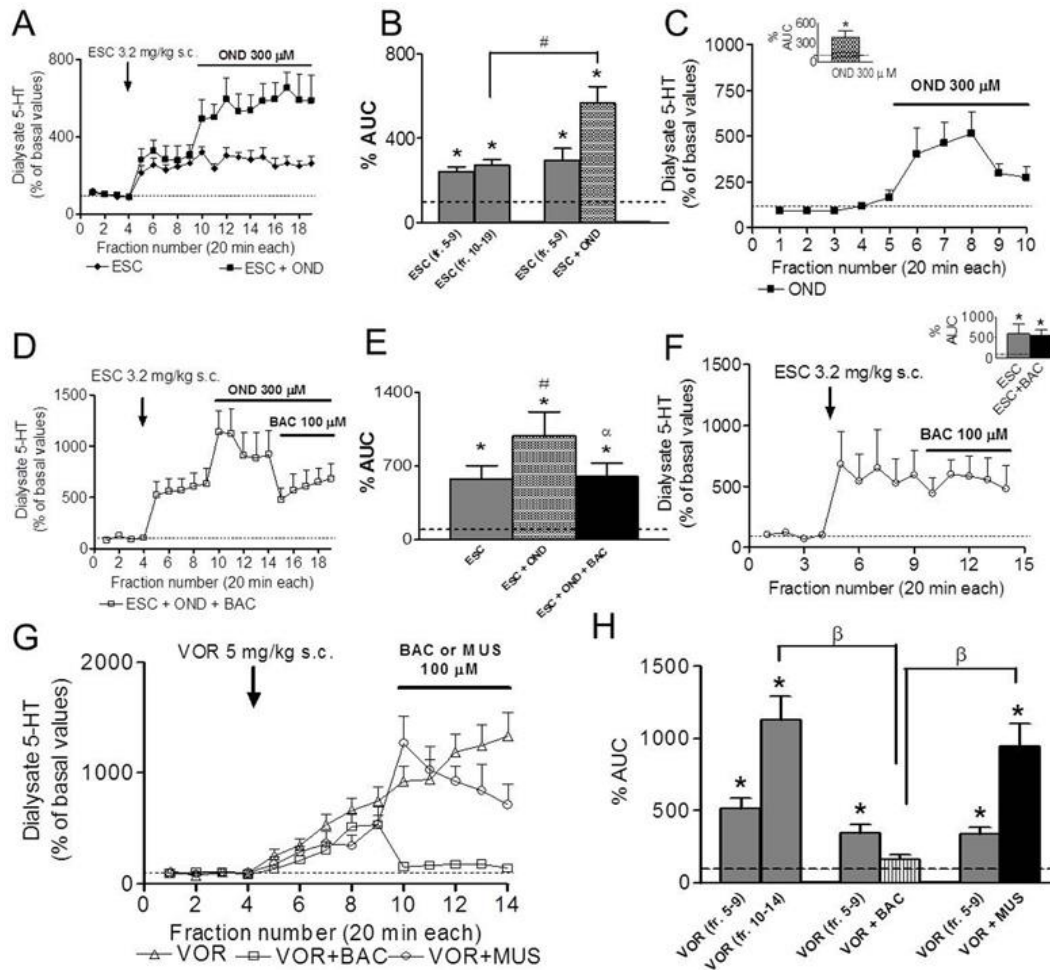 A
ESC 3.2 mg/kg s.c.
OND 300 μM
Dialysate 5-HT
(% of basal values)
800
400
0
0 2 4 6 8 10 12 14 16 18
Fraction number (20 min each)
ESC
ESC + OND
B
#
% AUC
800
400
0
* * * *
ESC (fr. 5-9)
ESC (fr. 10-19)
ESC (fr. 5-9)
ESC + OND
C
% AUC
600
300
0
*
OND 300 μM
OND 300 μM
Dialysate 5-HT
(% of basal values)
1000
750
500
250
0
0 1 2 3 4 5 6 7 8 9 10
Fraction number (20 min each)
OND
D
ESC 3.2 mg/kg s.c.
OND 300 μM
BAC 100 μM
Dialysate 5-HT
(% of basal values)
1500
1000
500
0
0 2 4 6 8 10 12 14 16 18
Fraction number (20 min each)
ESC + OND + BAC
E
% AUC
1400
700
0
# α
* * *
ESC
ESC + OND
ESC + OND + BAC
F
% AUC
1000
500
0
* *
ESC
ESC+BAC
ESC 3.2 mg/kg s.c.
BAC 100 μM
Dialysate 5-HT
(% of basal values)
1500
1000
500
0
0 3 6 9 12 15
Fraction number (20 min each)
G
VOR 5 mg/kg s.c.
BAC or MUS
100 μM
Dialysate 5-HT
(% of basal values)
2000
1000
0
0 2 4 6 8 10 12 14
Fraction number (20 min each)
VOR
VOR+BAC
VOR+MUS
H
β β
% AUC
1500
1000
500
0
* * * * *
VOR (fr. 5-9)
VOR (fr. 10-14)
VOR (fr. 5-9)
VOR + BAC
VOR (fr. 5-9)
VOR + MUS